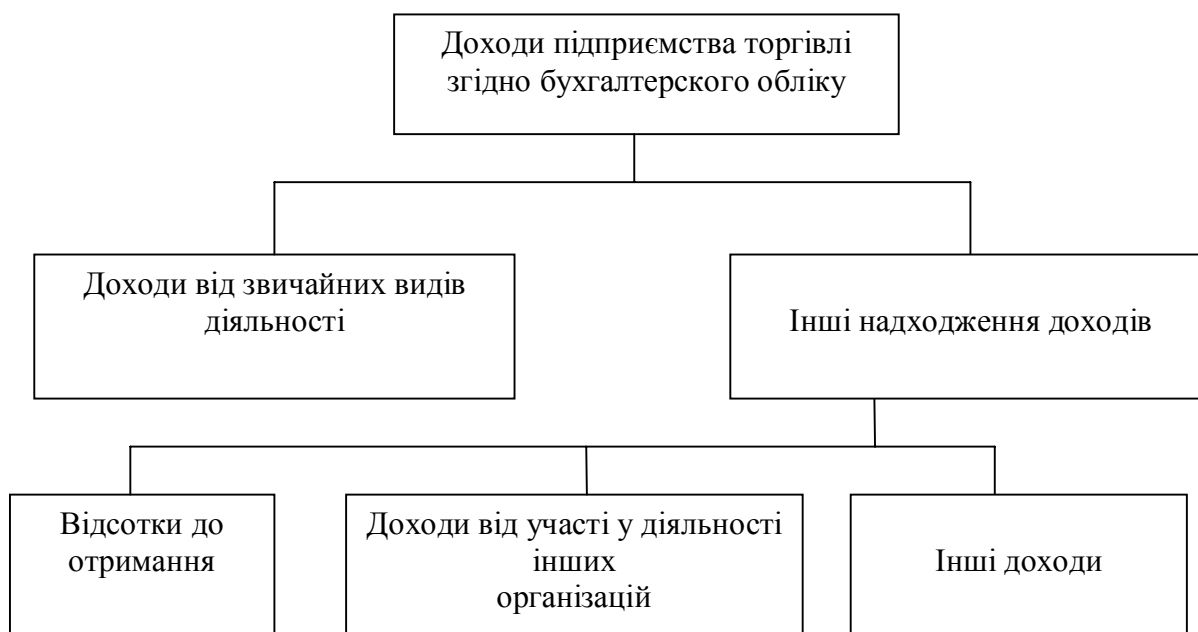 Доходи підприємства торгівлі
згідно бухгалтерского обліку
Доходи від звичайних видів
діяльності
Інші надходження доходів
Відсотки до
отримання
Доходи від участі у діяльності
інших
організацій
Інші доходи